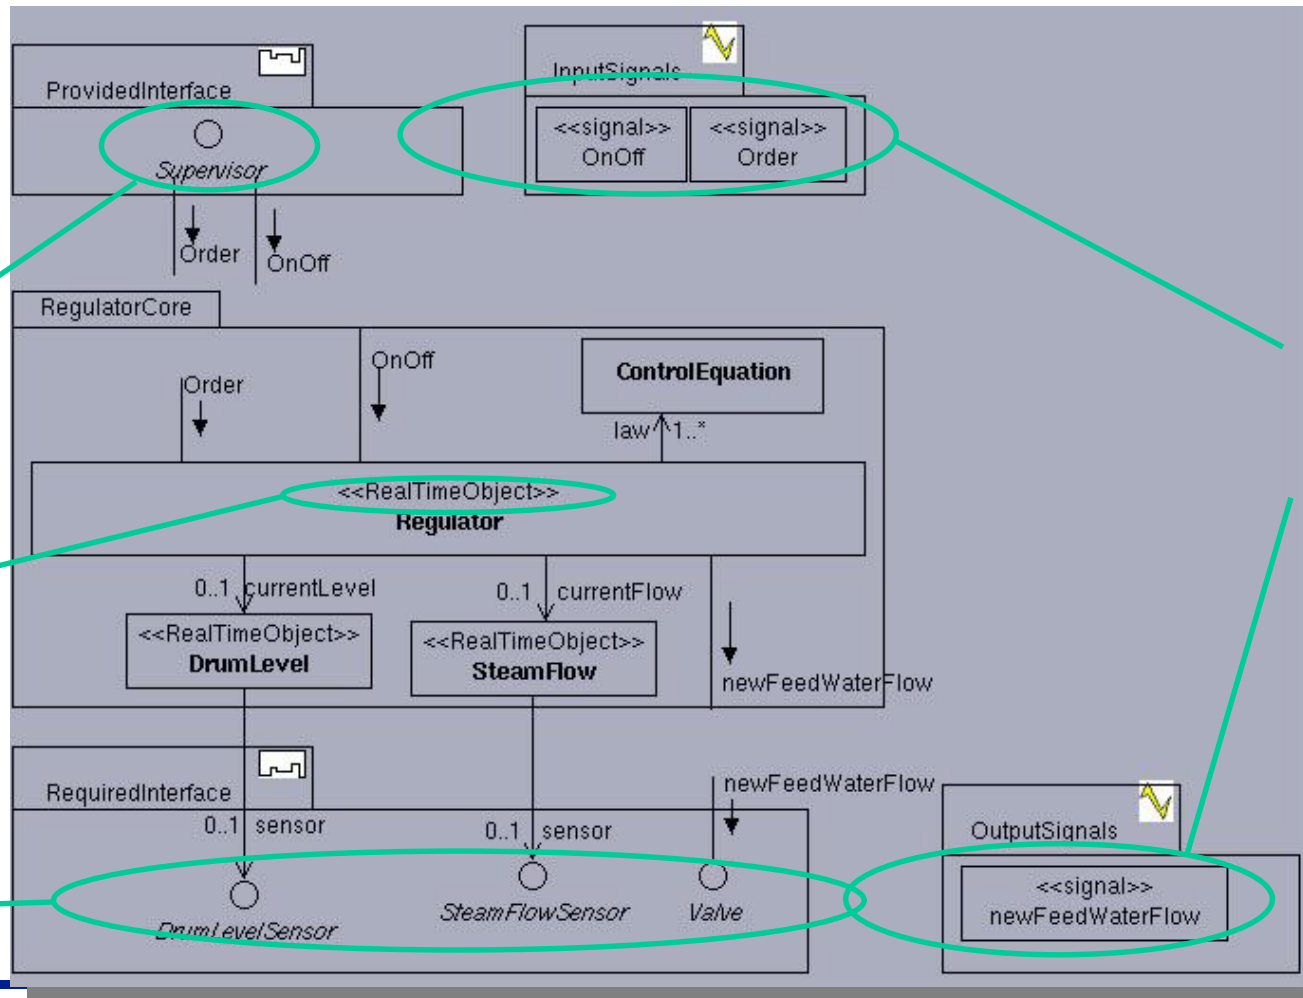 ProvidedInterface
Supervisor
Order
OnOff
InputSignals
<<signal>>
OnOff
<<signal>>
Order
RegulatorCore
Order
OnOff
ControlEquation
law 1..*
<<RealTimeObject>>
Regulator
0..1 currentLevel
0..1 currentFlow
<<RealTimeObject>>
DrumLevel
<<RealTimeObject>>
SteamFlow
newFeedWaterFlow
RequiredInterface
0..1 sensor
0..1 sensor
newFeedWaterFlow
DrumLevelSensor
SteamFlowSensor
Valve
OutputSignals
<<signal>>
newFeedWaterFlow